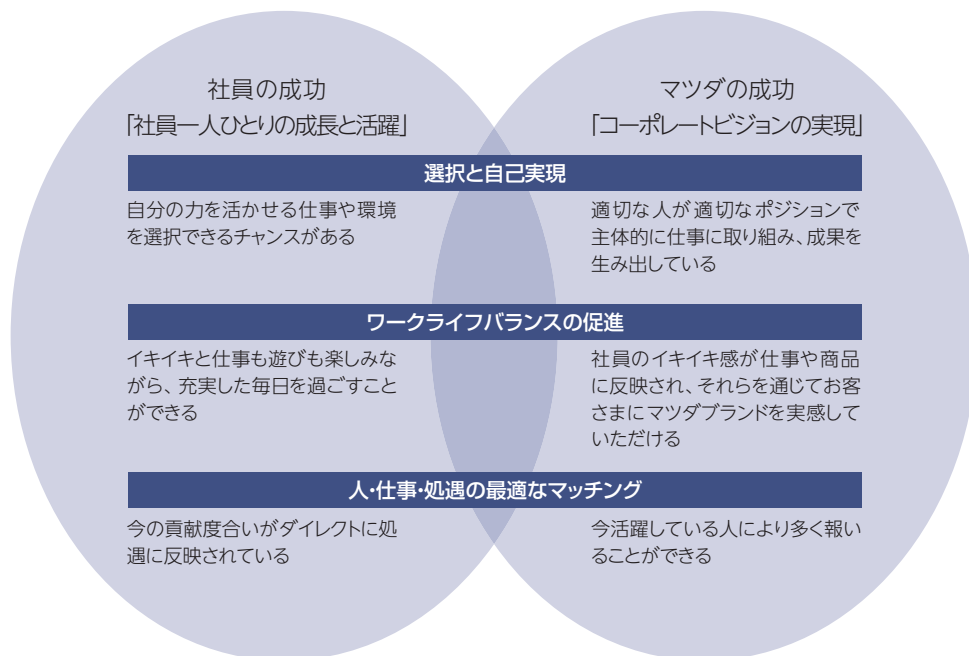 社員の成功
「社員一人ひとりの成長と活躍」
マツダの成功
「コーポレートビジョンの実現」
選択と自己実現
自分の力を活かせる仕事や環境
を選択できるチャンスがある
適切な人が適切なポジションで
主体的に仕事に取り組み、成果を
生み出している
ワークライフバランスの促進
イキイキと仕事も遊びも楽しみな
がら、充実した毎日を過ごすこと
ができる
社員のイキイキ感が仕事や商品
に反映され、それらを通じてお客
さまにマツダブランドを実感して
いただける
人・仕事・処遇の最適なマッチング
今の貢献度合いがダイレクトに処
遇に反映されている
今活躍している人により多く報い
ることができる